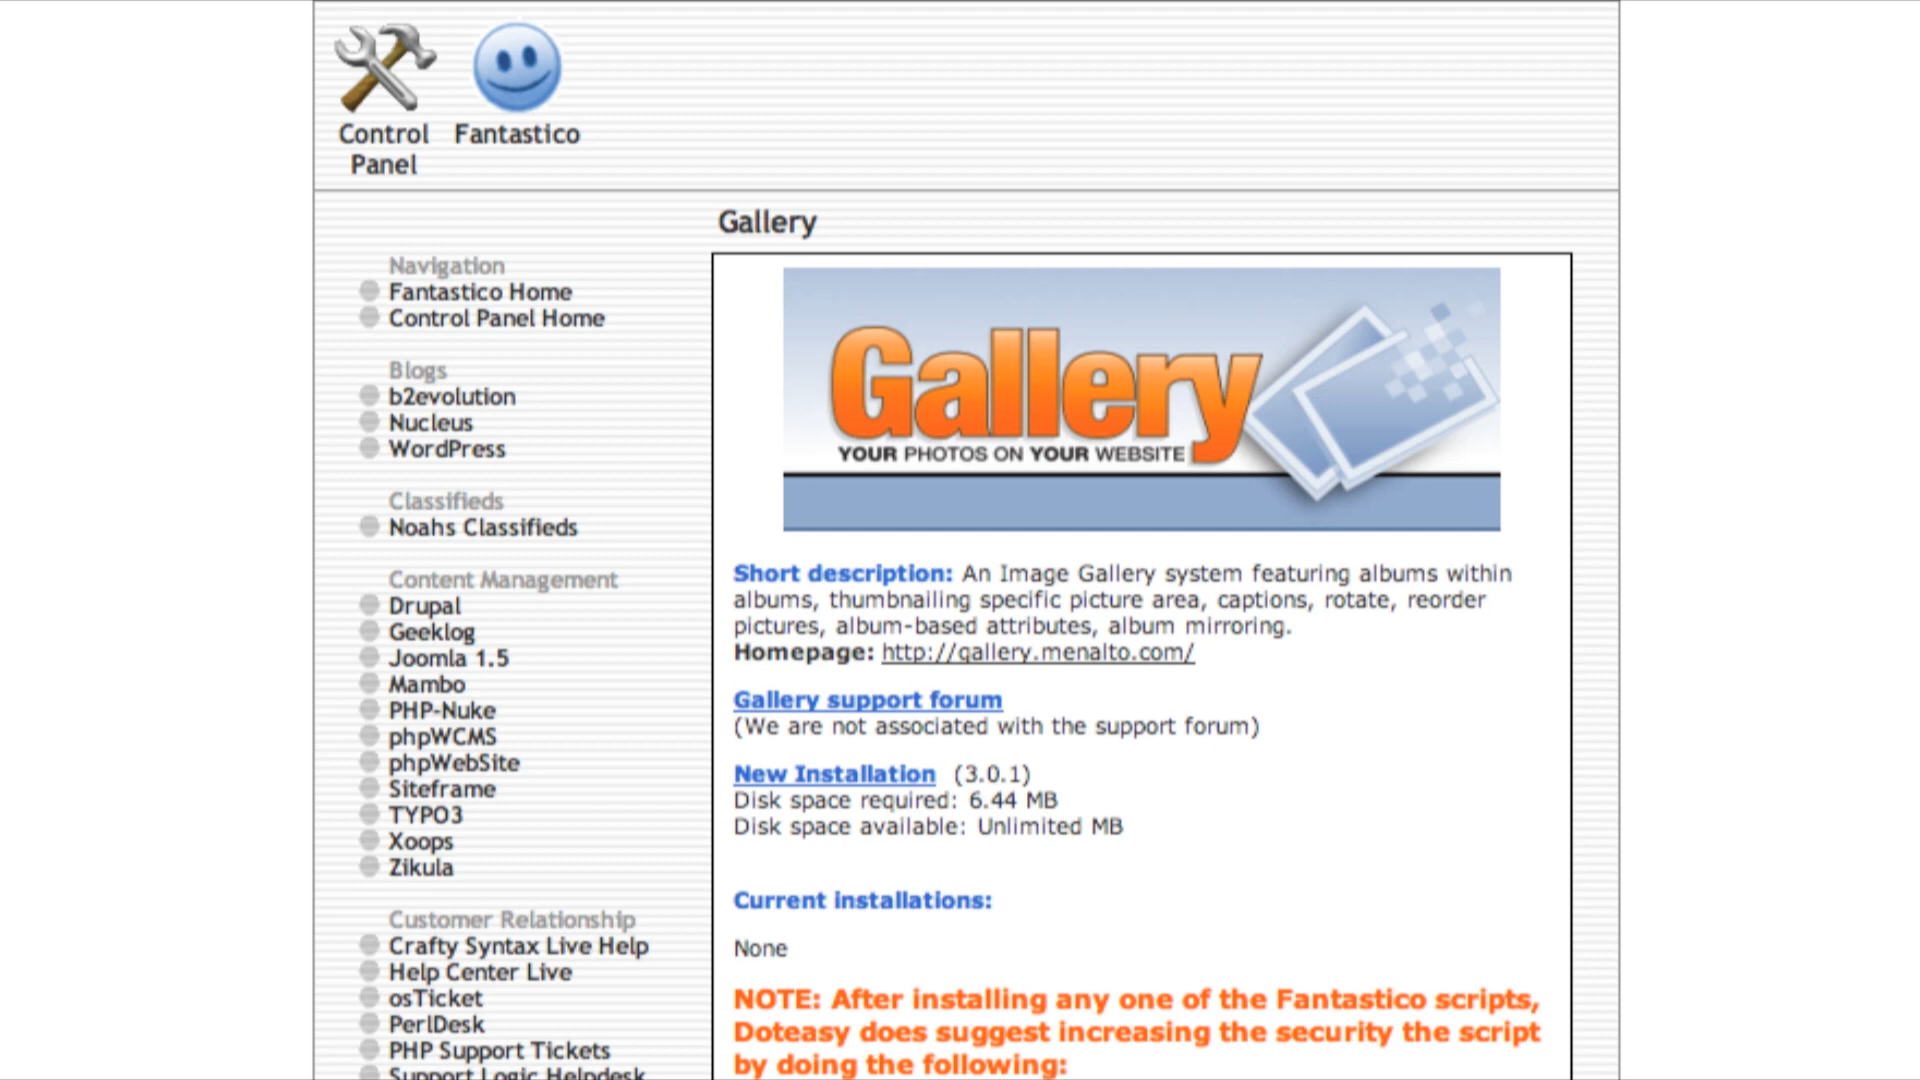 Control
Panel
Fantastico
Navigation
Fantastico Home
Control Panel Home
Blogs
b2evolution
Nucleus
WordPress
Classifieds
Noahs Classifieds
Content Management
Drupal
Geeklog
Joomla 1.5
Mambo
PHP-Nuke
phpWCMS
phpWebSite
Siteframe
TYPO3
Xoops
Zikula
Customer Relationship
Crafty Syntax Live Help
Help Center Live
osTicket
PerlDesk
PHP Support Tickets
Support Logic Helpdesk
Gallery
Gallery
YOUR PHOTOS ON YOUR WEBSITE
Short description: An Image Gallery system featuring albums within
albums, thumbnailing specific picture area, captions, rotate, reorder
pictures, album-based attributes, album mirroring.
Homepage: http://gallery.menalto.com/
Gallery support forum
(We are not associated with the support forum)
New Installation (3.0.1)
Disk space required: 6.44 MB
Disk space available: Unlimited MB
Current installations:
None
NOTE: After installing any one of the Fantastico scripts,
Doteasy does suggest increasing the security the script
by doing the following: